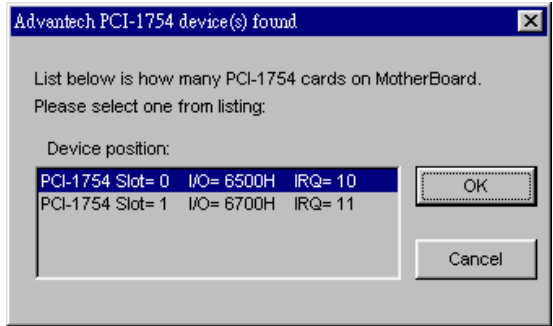 Advantech PCI-1754 device(s) found
List below is how many PCI-1754 cards on MotherBoard.
Please select one from listing:
Device position:
PCI-1754 Slot= 0 I/O= 6500H IRQ= 10
PCI-1754 Slot= 1 I/O= 6700H IRQ= 11
OK
Cancel